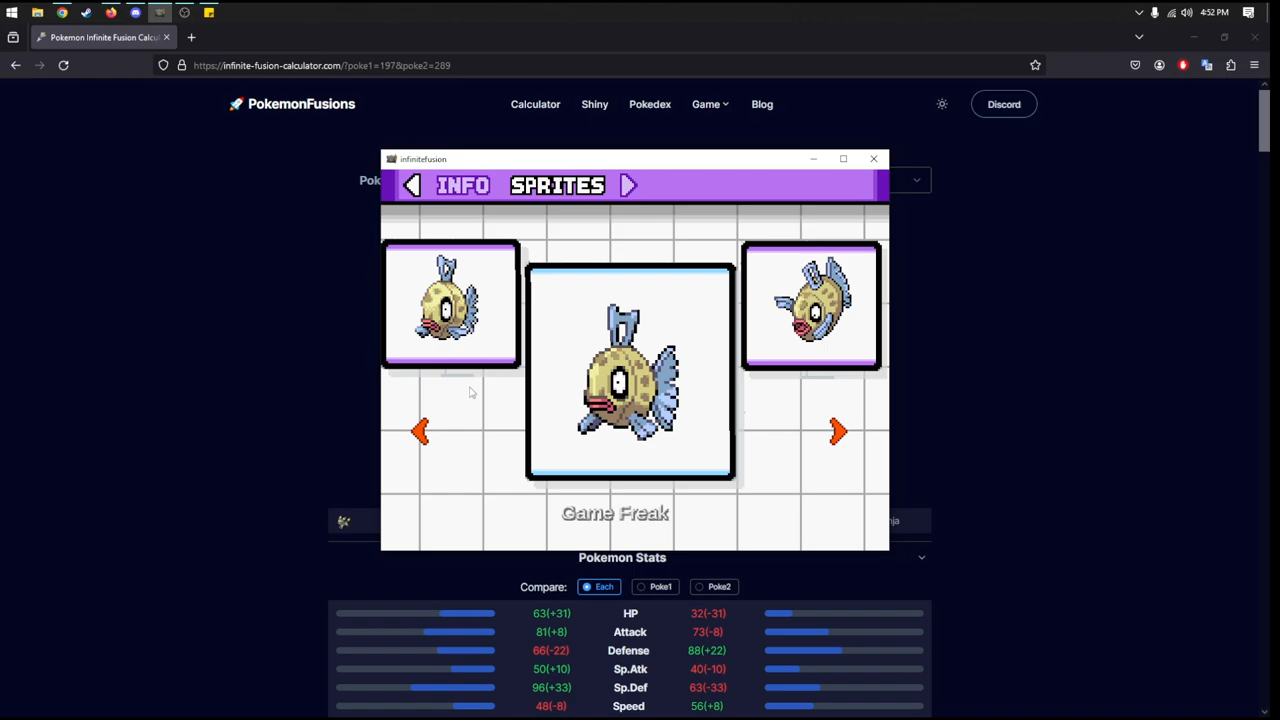 4:52 PM
Pokemon Infinite Fusion Calcu
https://infinite-fusion-calculator.com/?poke1=197&poke2=289
PokemonFusions
Calculator
Shiny
Pokedex
Game
Blog
Discord
infinitefusion
Pok
INFO
SPRITES
Game Freak
nja
Pokemon Stats
Compare:
Each
Poke1
Poke2
63(+31) HP 32(-31)
81(+8) Attack 73(-8)
66(-22) Defense 88(+22)
50(+10) Sp.Atk 40(-10)
96(+33) Sp.Def 63(-33)
48(-8) Speed 56(+8)